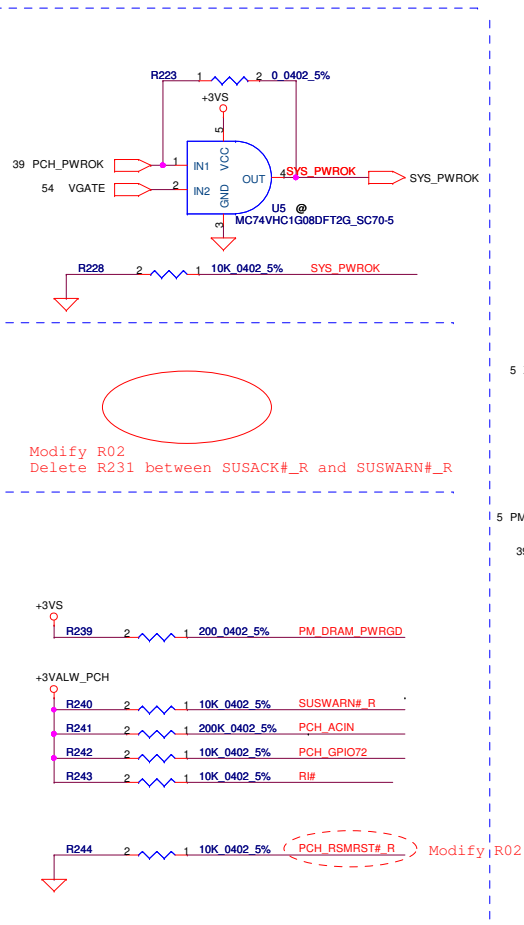 R223 1 2 0_0402_5%
+3VS
5
39 PCH_PWROK 1 IN1 VCC
OUT 4 SYS_PWROK SYS_PWROK
54 VGATE 2 IN2 GND
3
U5 @
MC74VHC1G08DFT2G_SC70-5
R228 2 1 10K_0402_5% SYS_PWROK
5
Modify R02
Delete R231 between SUSACK#_R and SUSWARN#_R
5 PM
39
+3VS
R239 2 1 200_0402_5% PM_DRAM_PWRGD
+3VALW_PCH
R240 2 1 10K_0402_5% SUSWARN#_R
R241 2 1 200K_0402_5% PCH_ACIN
R242 2 1 10K_0402_5% PCH_GPIO72
R243 2 1 10K_0402_5% RI#
R244 2 1 10K_0402_5% PCH_RSMRST#_R Modify R02